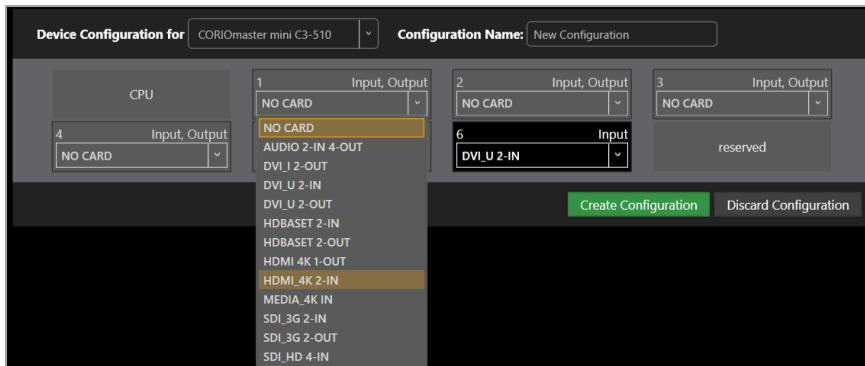 Device Configuration for CORIOmaster mini C3-510 Configuration Name: New Configuration
CPU
1 Input, Output
NO CARD
2 Input, Output
NO CARD
3 Input, Output
NO CARD
4 Input, Output
NO CARD
6 Input
DVI_U 2-IN
reserved
NO CARD
AUDIO 2-IN 4-OUT
DVI_I 2-OUT
DVI_U 2-IN
DVI_U 2-OUT
HDBASET 2-IN
HDBASET 2-OUT
HDMI 4K 1-OUT
HDMI_4K 2-IN
MEDIA_4K IN
SDI_3G 2-IN
SDI_3G 2-OUT
SDI_HD 4-IN
Create Configuration Discard Configuration